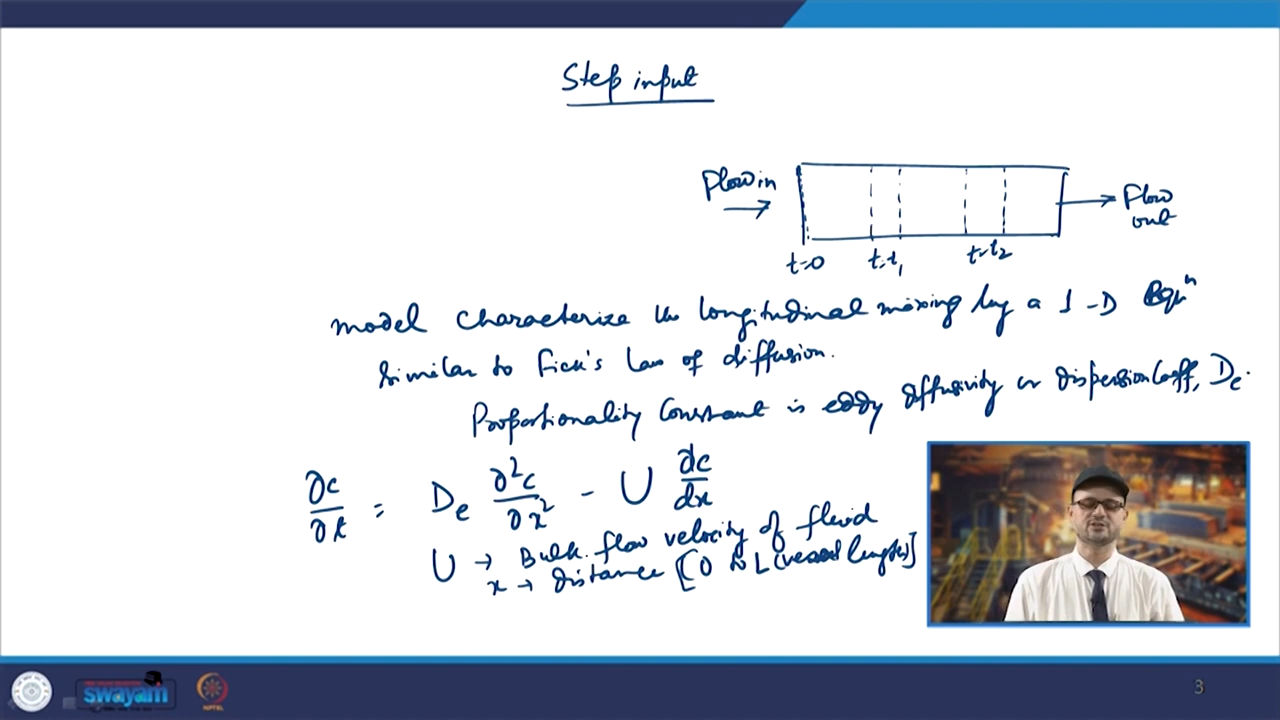 Step input
Flow in
Flow out
t=0 t=t₁ t=t₂
model characterize the longitudinal mixing by a 1-D Eqⁿ
similar to Fick's law of diffusion.
Proportionality constant is eddy diffusivity or dispersion coeff, De.
∂c/∂t = De ∂²c/∂x² - U dc/dx
U → Bulk flow velocity of fluid
x → distance [0 to L (vessel length)]
swayam
NPTEL
3